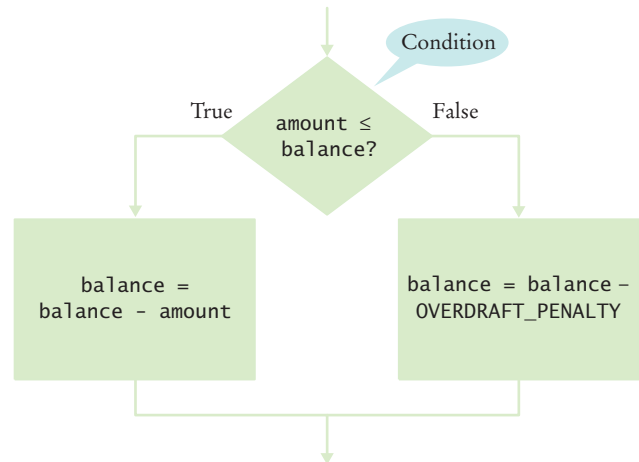 Condition
True
False
amount ≤
balance?
balance =
balance - amount
balance = balance –
OVERDRAFT_PENALTY